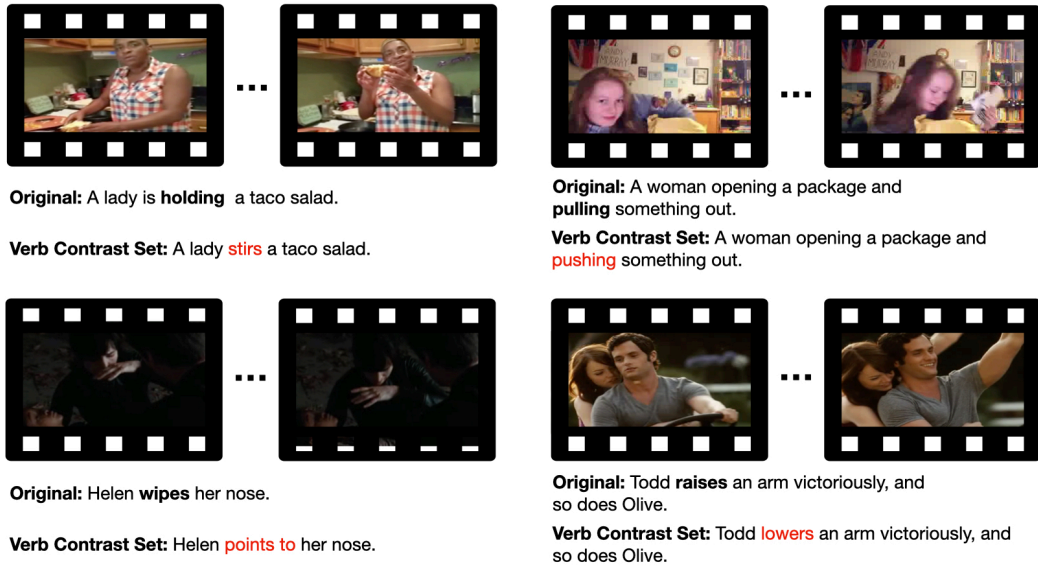 Original: A lady is holding a taco salad.
Verb Contrast Set: A lady stirs a taco salad.
ANDY
MURRAY
MURRAY
Original: A woman opening a package and
pulling something out.
Verb Contrast Set: A woman opening a package and
pushing something out.
Original: Helen wipes her nose.
Verb Contrast Set: Helen points to her nose.
Original: Todd raises an arm victoriously, and
so does Olive.
Verb Contrast Set: Todd lowers an arm victoriously, and
so does Olive.